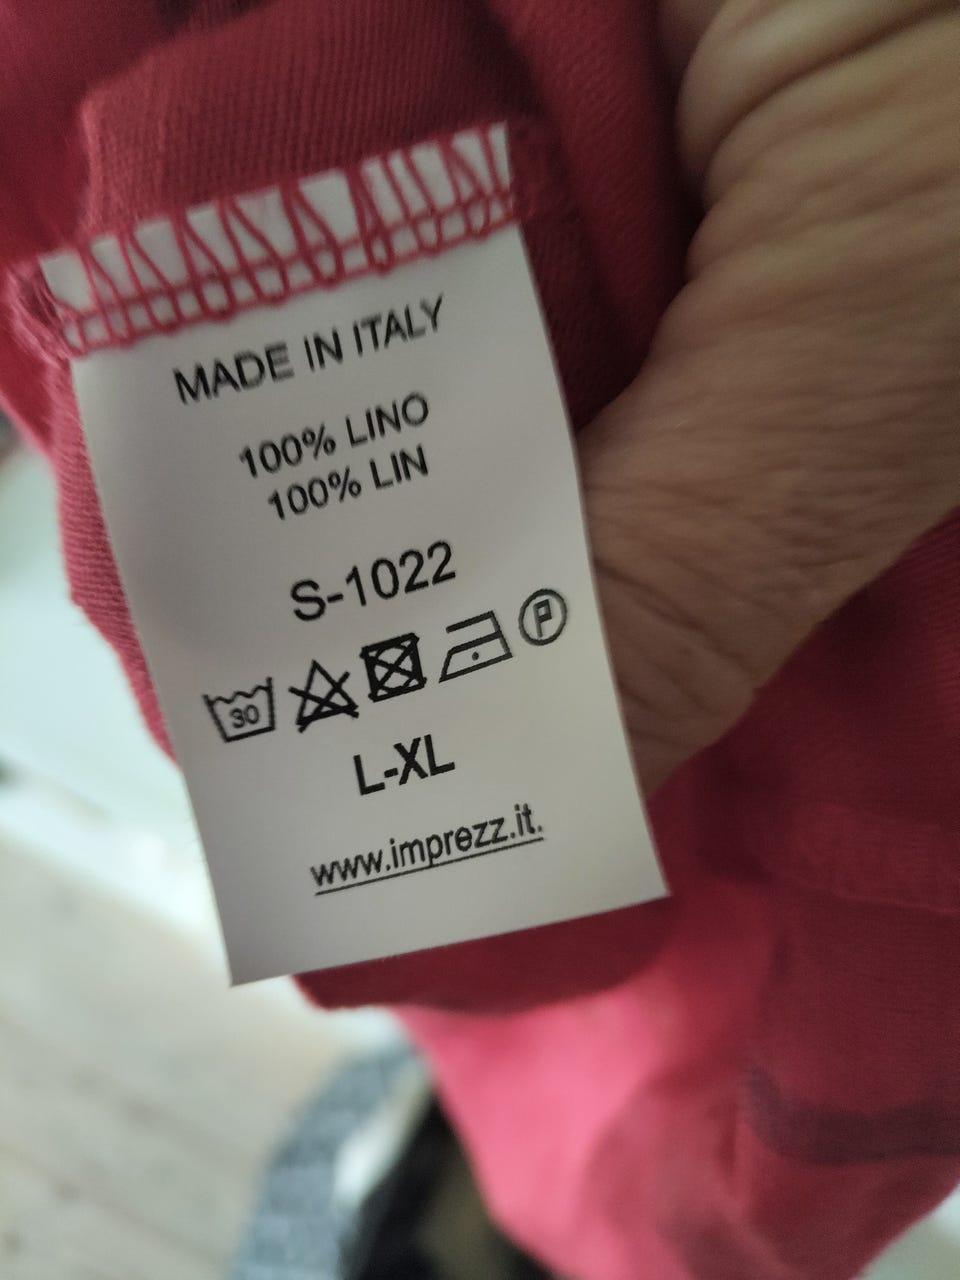 MADE IN ITALY
100% LINO
100% LIN
S-1022
30 P
L-XL
www.imprezz.it.